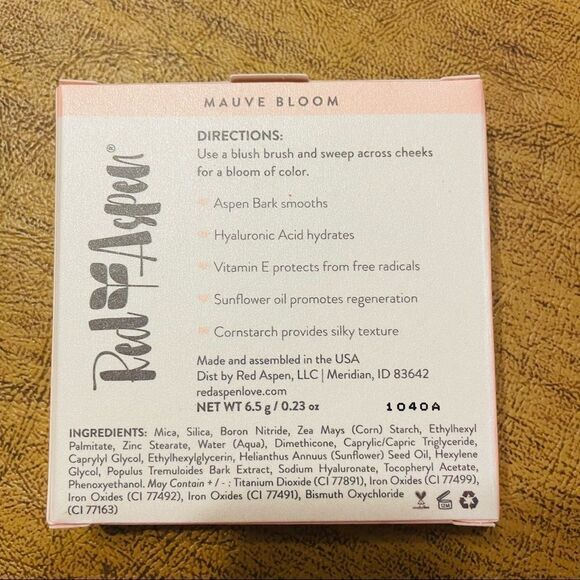 MAUVE BLOOM
Red Aspen®
DIRECTIONS:
Use a blush brush and sweep across cheeks
for a bloom of color.
Aspen Bark smooths
Hyaluronic Acid hydrates
Vitamin E protects from free radicals
Sunflower oil promotes regeneration
Cornstarch provides silky texture
Made and assembled in the USA
Dist by Red Aspen, LLC | Meridian, ID 83642
redaspenlove.com
NET WT 6.5 g / 0.23 oz
1040A
INGREDIENTS: Mica, Silica, Boron Nitride, Zea Mays (Corn) Starch, Ethylhexyl
Palmitate, Zinc Stearate, Water (Aqua), Dimethicone, Caprylic/Capric Triglyceride,
Caprylyl Glycol, Ethylhexylglycerin, Helianthus Annuus (Sunflower) Seed Oil, Hexylene
Glycol, Populus Tremuloides Bark Extract, Sodium Hyaluronate, Tocopheryl Acetate,
Phenoxyethanol. May Contain + / - : Titanium Dioxide (CI 77891), Iron Oxides (CI 77499),
Iron Oxides (CI 77492), Iron Oxides (CI 77491), Bismuth Oxychloride
(CI 77163)
12M